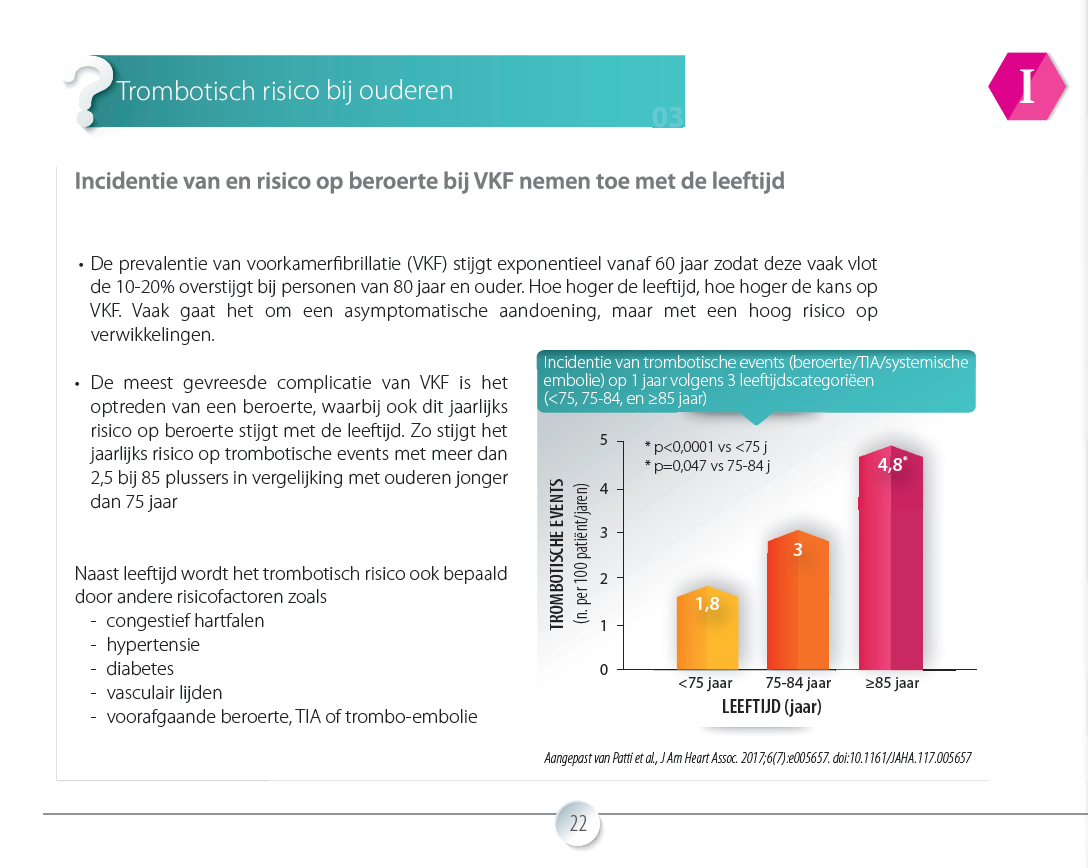 Trombotisch risico bij ouderen
03
I
Incidentie van en risico op beroerte bij VKF nemen toe met de leeftijd
• De prevalentie van voorkamerfibrillatie (VKF) stijgt exponentieel vanaf 60 jaar zodat deze vaak vlot
de 10-20% overstijgt bij personen van 80 jaar en ouder. Hoe hoger de leeftijd, hoe hoger de kans op
VKF. Vaak gaat het om een asymptomatische aandoening, maar met een hoog risico op
verwikkelingen.
• De meest gevreesde complicatie van VKF is het
optreden van een beroerte, waarbij ook dit jaarlijks
risico op beroerte stijgt met de leeftijd. Zo stijgt het
jaarlijks risico op trombotische events met meer dan
2,5 bij 85 plussers in vergelijking met ouderen jonger
dan 75 jaar
Naast leeftijd wordt het trombotisch risico ook bepaald
door andere risicofactoren zoals
- congestief hartfalen
- hypertensie
- diabetes
- vasculair lijden
- voorafgaande beroerte, TIA of trombo-embolie
Incidentie van trombotische events (beroerte/TIA/systemische
embolie) op 1 jaar volgens 3 leeftijdscategoriëen
(<75, 75-84, en ≥85 jaar)
* p<0,0001 vs <75 j
* p=0,047 vs 75-84 j
TROMBOTISCHE EVENTS
(n. per 100 patiënt/jaren)
5
4
3
2
1
0
1,8
3
4,8*
<75 jaar
75-84 jaar
≥85 jaar
LEEFTIJD (jaar)
Aangepast van Patti et al., J Am Heart Assoc. 2017;6(7):e005657. doi:10.1161/JAHA.117.005657
22